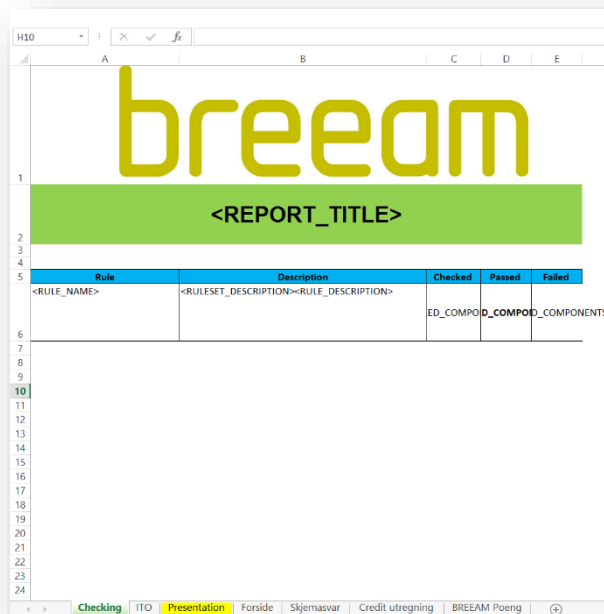 H10
fx
A B C D E
breeam
1
<REPORT_TITLE>
2
3
4
5 Rule Description Checked Passed Failed
<RULE_NAME> <RULESET_DESCRIPTION><RULE_DESCRIPTION>
ED_COMPO D_COMPO D_COMPONENTS
6
7
8
9
10
11
12
13
14
15
16
17
18
19
20
21
22
23
24
Checking ITO Presentation Forside Skjemasvar Credit utregning BREEAM Poeng